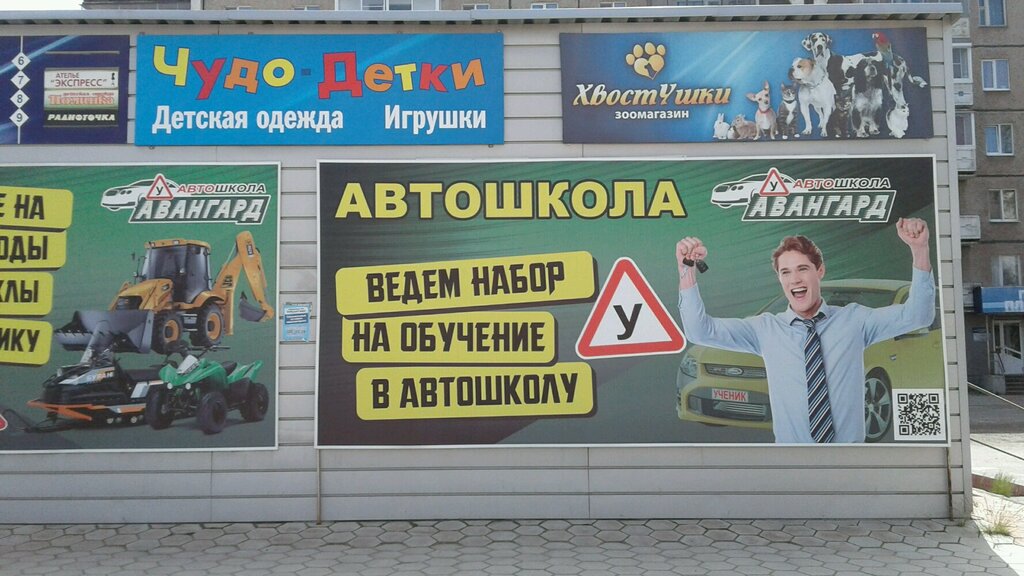 6
7
8
9
АТЕЛЬЕ
"ЭКСПРЕСС"
РАДИОТОЧКА
Чудо-Детки
Детская одежда Игрушки
ХвостУшки
зоомагазин
Е НА
ОДЫ
КЛЫ
ИКУ
У
АВТОШКОЛА
АВАНГАРД
АВТОШКОЛА
У
АВТОШКОЛА
АВАНГАРД
ВЕДЕМ НАБОР
НА ОБУЧЕНИЕ
В АВТОШКОЛУ
У
УЧЕНИК